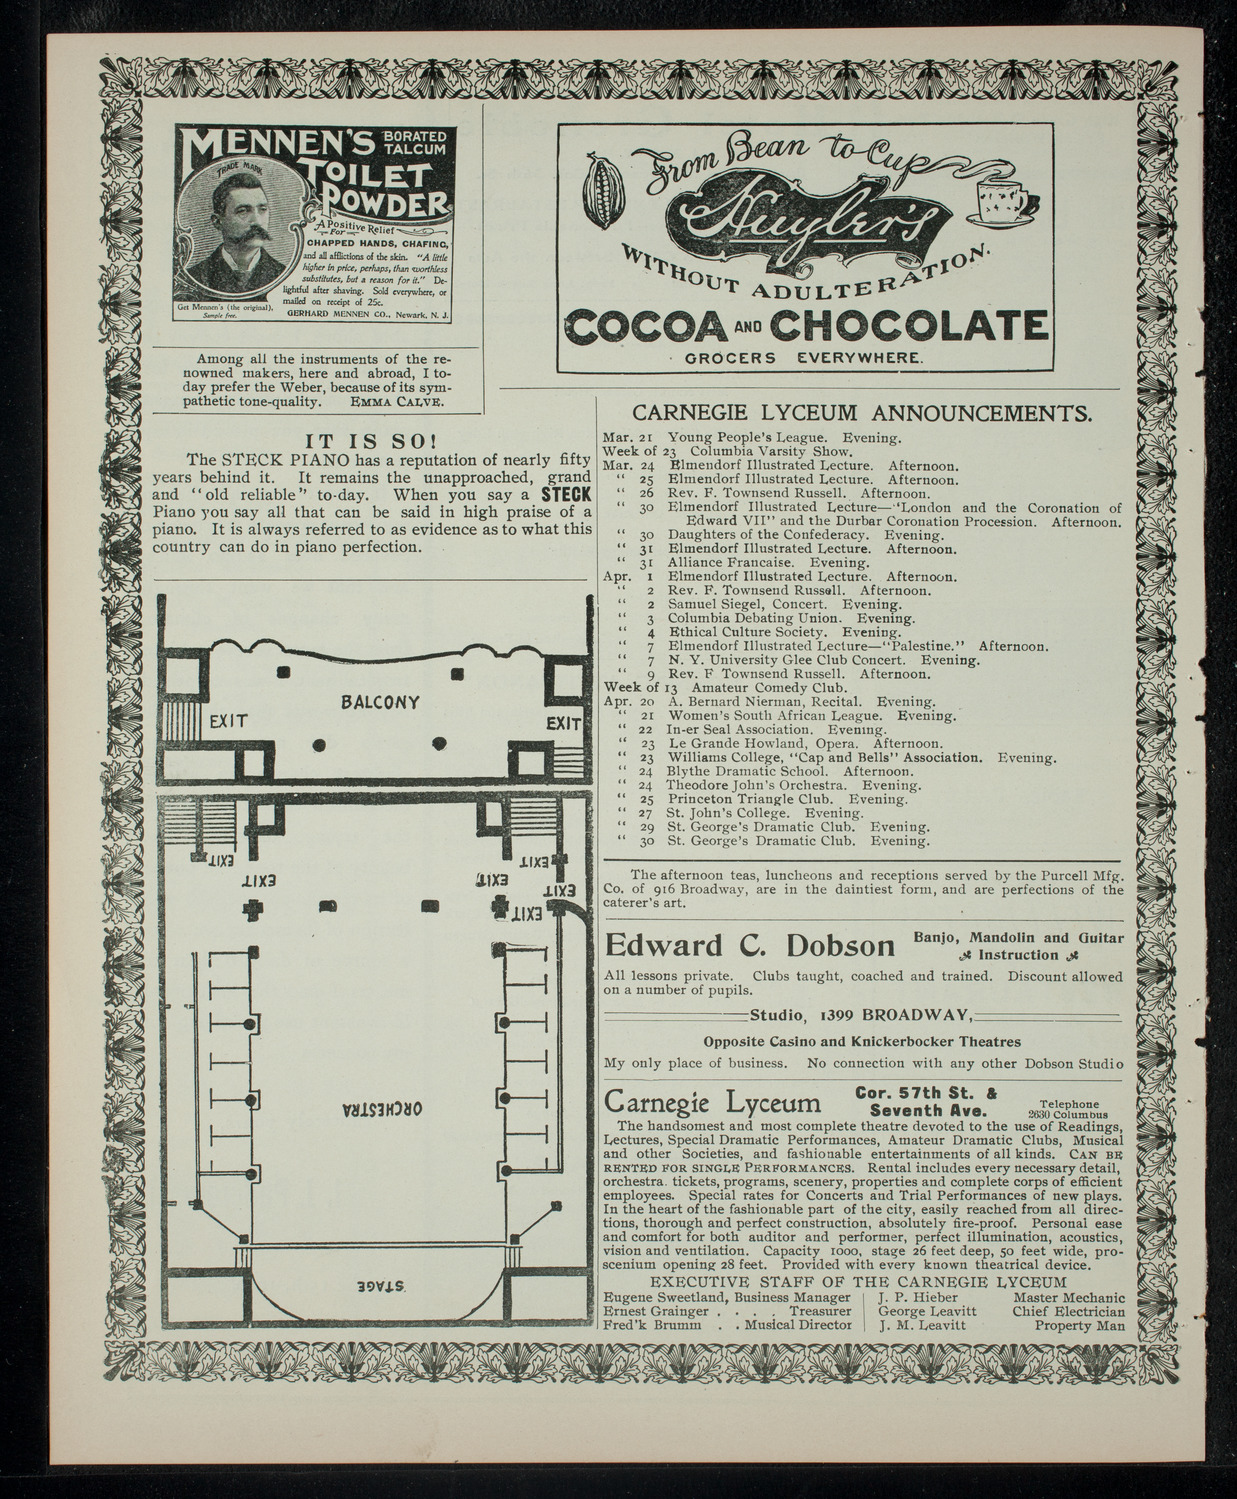 MENNEN'S BORATED TALCUM
TRADE MARK
TOILET
POWDER
A Positive Relief
For
CHAPPED HANDS, CHAFING,
and all afflictions of the skin. "A little
higher in price, perhaps, than worthless
substitutes, but a reason for it." De-
lightful after shaving. Sold everywhere, or
mailed on receipt of 25c.
Get Mennen's (the original),
Sample free.
GERHARD MENNEN CO., Newark, N. J.
Among all the instruments of the re-
nowned makers, here and abroad, I to-
day prefer the Weber, because of its sym-
pathetic tone-quality. EMMA CALVE.
From Bean to Cup
Huyler's
WITHOUT ADULTERATION.
COCOA AND CHOCOLATE
GROCERS EVERYWHERE.
IT IS SO!
The STECK PIANO has a reputation of nearly fifty
years behind it. It remains the unapproached, grand
and "old reliable" to-day. When you say a STECK
Piano you say all that can be said in high praise of a
piano. It is always referred to as evidence as to what this
country can do in piano perfection.
BALCONY
EXIT
EXIT
EXIT
EXIT
EXIT
EXIT
EXIT
EXIT
ORCHESTRA
STAGE
CARNEGIE LYCEUM ANNOUNCEMENTS.
Mar. 21 Young People's League. Evening.
Week of 23 Columbia Varsity Show.
Mar. 24 Elmendorf Illustrated Lecture. Afternoon.
" 25 Elmendorf Illustrated Lecture. Afternoon.
" 26 Rev. F. Townsend Russell. Afternoon.
" 30 Elmendorf Illustrated Lecture—"London and the Coronation of
Edward VII" and the Durbar Coronation Procession. Afternoon.
" 30 Daughters of the Confederacy. Evening.
" 31 Elmendorf Illustrated Lecture. Afternoon.
" 31 Alliance Francaise. Evening.
Apr. 1 Elmendorf Illustrated Lecture. Afternoon.
" 2 Rev. F. Townsend Russell. Afternoon.
" 2 Samuel Siegel, Concert. Evening.
" 3 Columbia Debating Union. Evening.
" 4 Ethical Culture Society. Evening.
" 7 Elmendorf Illustrated Lecture—"Palestine." Afternoon.
" 7 N. Y. University Glee Club Concert. Evening.
" 9 Rev. F Townsend Russell. Afternoon.
Week of 13 Amateur Comedy Club.
Apr. 20 A. Bernard Nierman, Recital. Evening.
" 21 Women's South African League. Evening.
" 22 In-er Seal Association. Evening.
" 23 Le Grande Howland, Opera. Afternoon.
" 23 Williams College, "Cap and Bells" Association. Evening.
" 24 Blythe Dramatic School. Afternoon.
" 24 Theodore John's Orchestra. Evening.
" 25 Princeton Triangle Club. Evening.
" 27 St. John's College. Evening.
" 29 St. George's Dramatic Club. Evening.
" 30 St. George's Dramatic Club. Evening.
The afternoon teas, luncheons and receptions served by the Purcell Mfg.
Co. of 916 Broadway, are in the daintiest form, and are perfections of the
caterer's art.
Edward C. Dobson Banjo, Mandolin and Guitar
Instruction
All lessons private. Clubs taught, coached and trained. Discount allowed
on a number of pupils.
Studio, 1399 BROADWAY,
Opposite Casino and Knickerbocker Theatres
My only place of business. No connection with any other Dobson Studio
Carnegie Lyceum Cor. 57th St. & Seventh Ave. Telephone 2630 Columbus
The handsomest and most complete theatre devoted to the use of Readings,
Lectures, Special Dramatic Performances, Amateur Dramatic Clubs, Musical
and other Societies, and fashionable entertainments of all kinds. CAN BE
RENTED FOR SINGLE PERFORMANCES. Rental includes every necessary detail,
orchestra. tickets, programs, scenery, properties and complete corps of efficient
employees. Special rates for Concerts and Trial Performances of new plays.
In the heart of the fashionable part of the city, easily reached from all direc-
tions, thorough and perfect construction, absolutely fire-proof. Personal ease
and comfort for both auditor and performer, perfect illumination, acoustics,
vision and ventilation. Capacity 1000, stage 26 feet deep, 50 feet wide, pro-
scenium opening 28 feet. Provided with every known theatrical device.
EXECUTIVE STAFF OF THE CARNEGIE LYCEUM
Eugene Sweetland, Business Manager J. P. Hieber Master Mechanic
Ernest Grainger . . . . Treasurer George Leavitt Chief Electrician
Fred'k Brumm . . Musical Director J. M. Leavitt Property Man